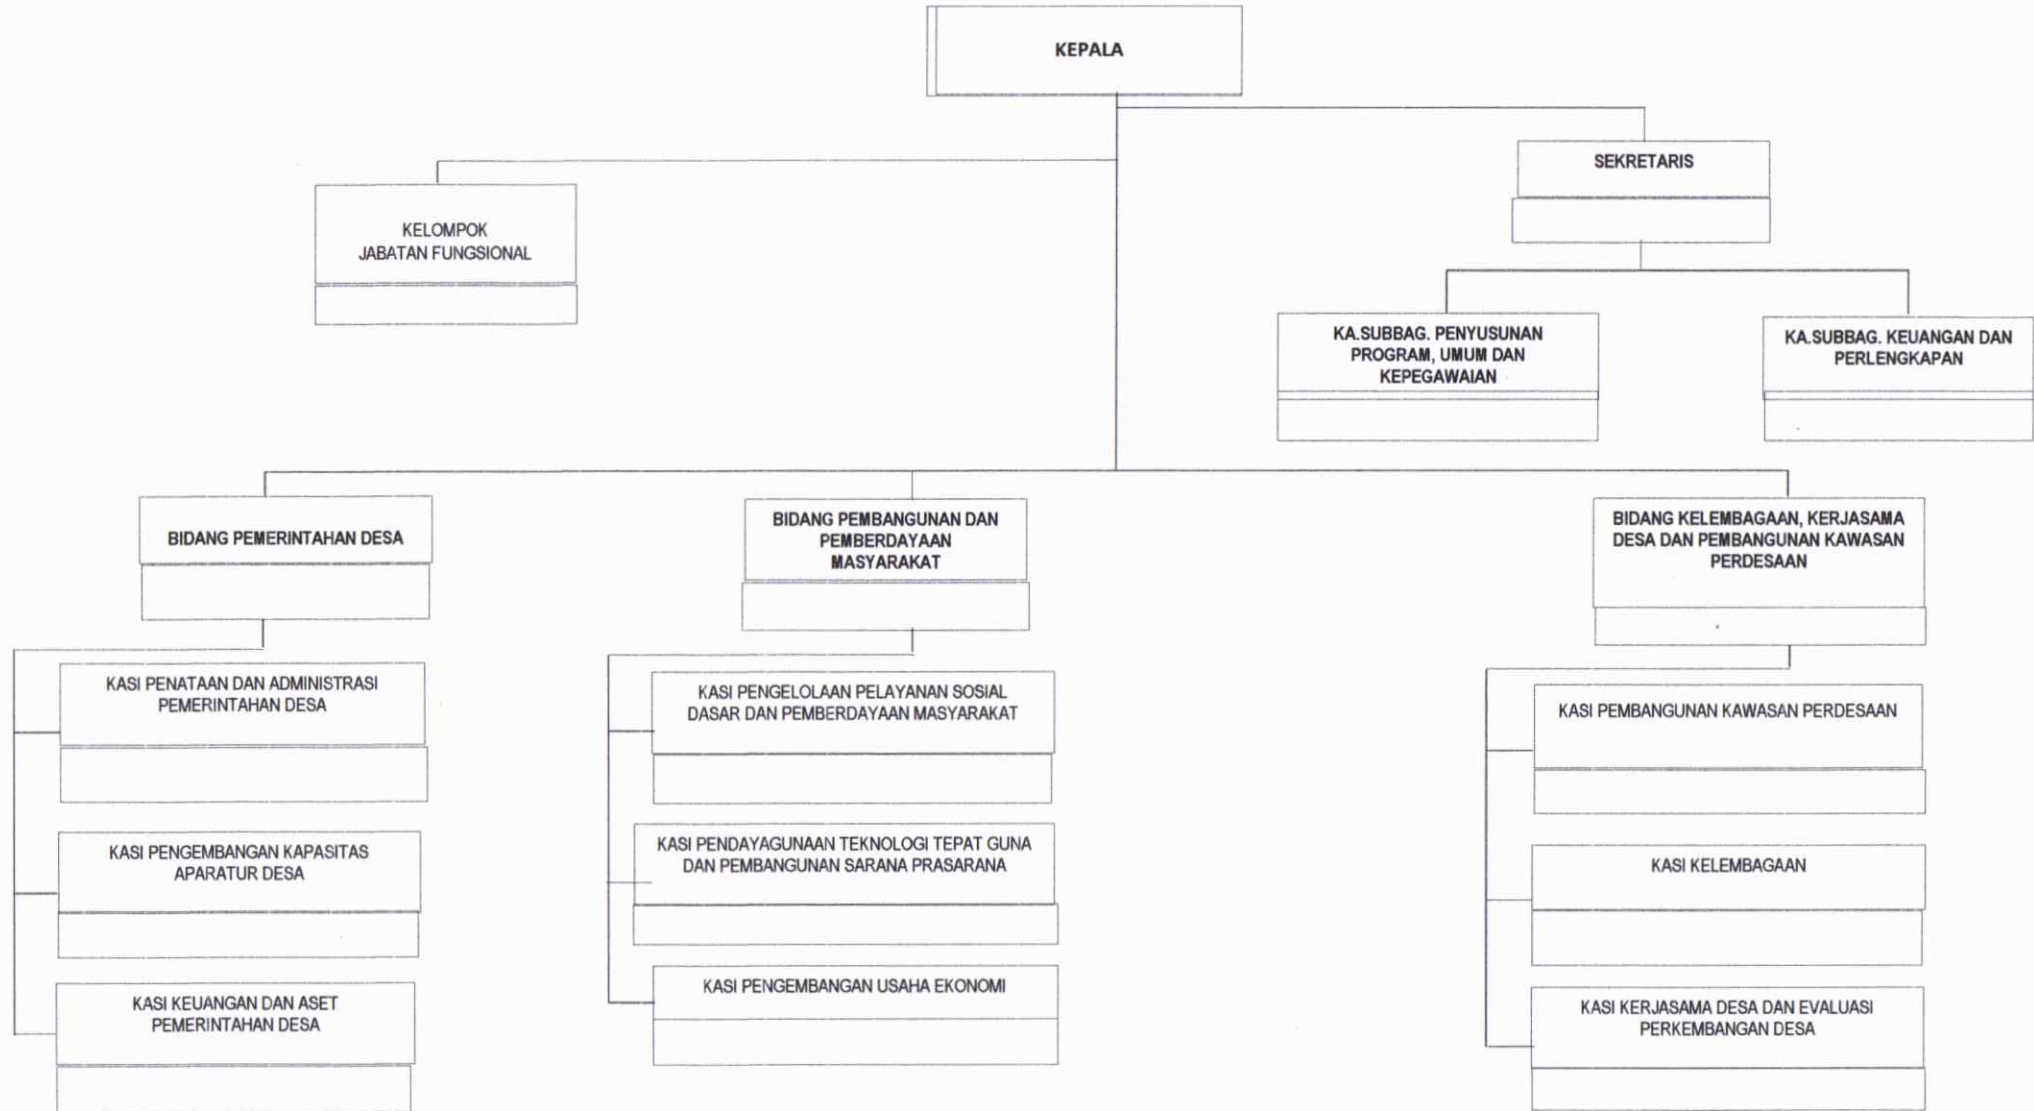 KEPALA
SEKRETARIS
KELOMPOK
JABATAN FUNGSIONAL
KA.SUBBAG. PENYUSUNAN
PROGRAM, UMUM DAN
KEPEGAWAIAN
KA.SUBBAG. KEUANGAN DAN
PERLENGKAPAN
BIDANG PEMERINTAHAN DESA
KASI PENATAAN DAN ADMINISTRASI
PEMERINTAHAN DESA
KASI PENGEMBANGAN KAPASITAS
APARATUR DESA
KASI KEUANGAN DAN ASET
PEMERINTAHAN DESA
BIDANG PEMBANGUNAN DAN
PEMBERDAYAAN
MASYARAKAT
KASI PENGELOLAAN PELAYANAN SOSIAL
DASAR DAN PEMBERDAYAAN MASYARAKAT
KASI PENDAYAGUNAAN TEKNOLOGI TEPAT GUNA
DAN PEMBANGUNAN SARANA PRASARANA
KASI PENGEMBANGAN USAHA EKONOMI
BIDANG KELEMBAGAAN, KERJASAMA
DESA DAN PEMBANGUNAN KAWASAN
PERDESAAN
KASI PEMBANGUNAN KAWASAN PERDESAAN
KASI KELEMBAGAAN
KASI KERJASAMA DESA DAN EVALUASI
PERKEMBANGAN DESA